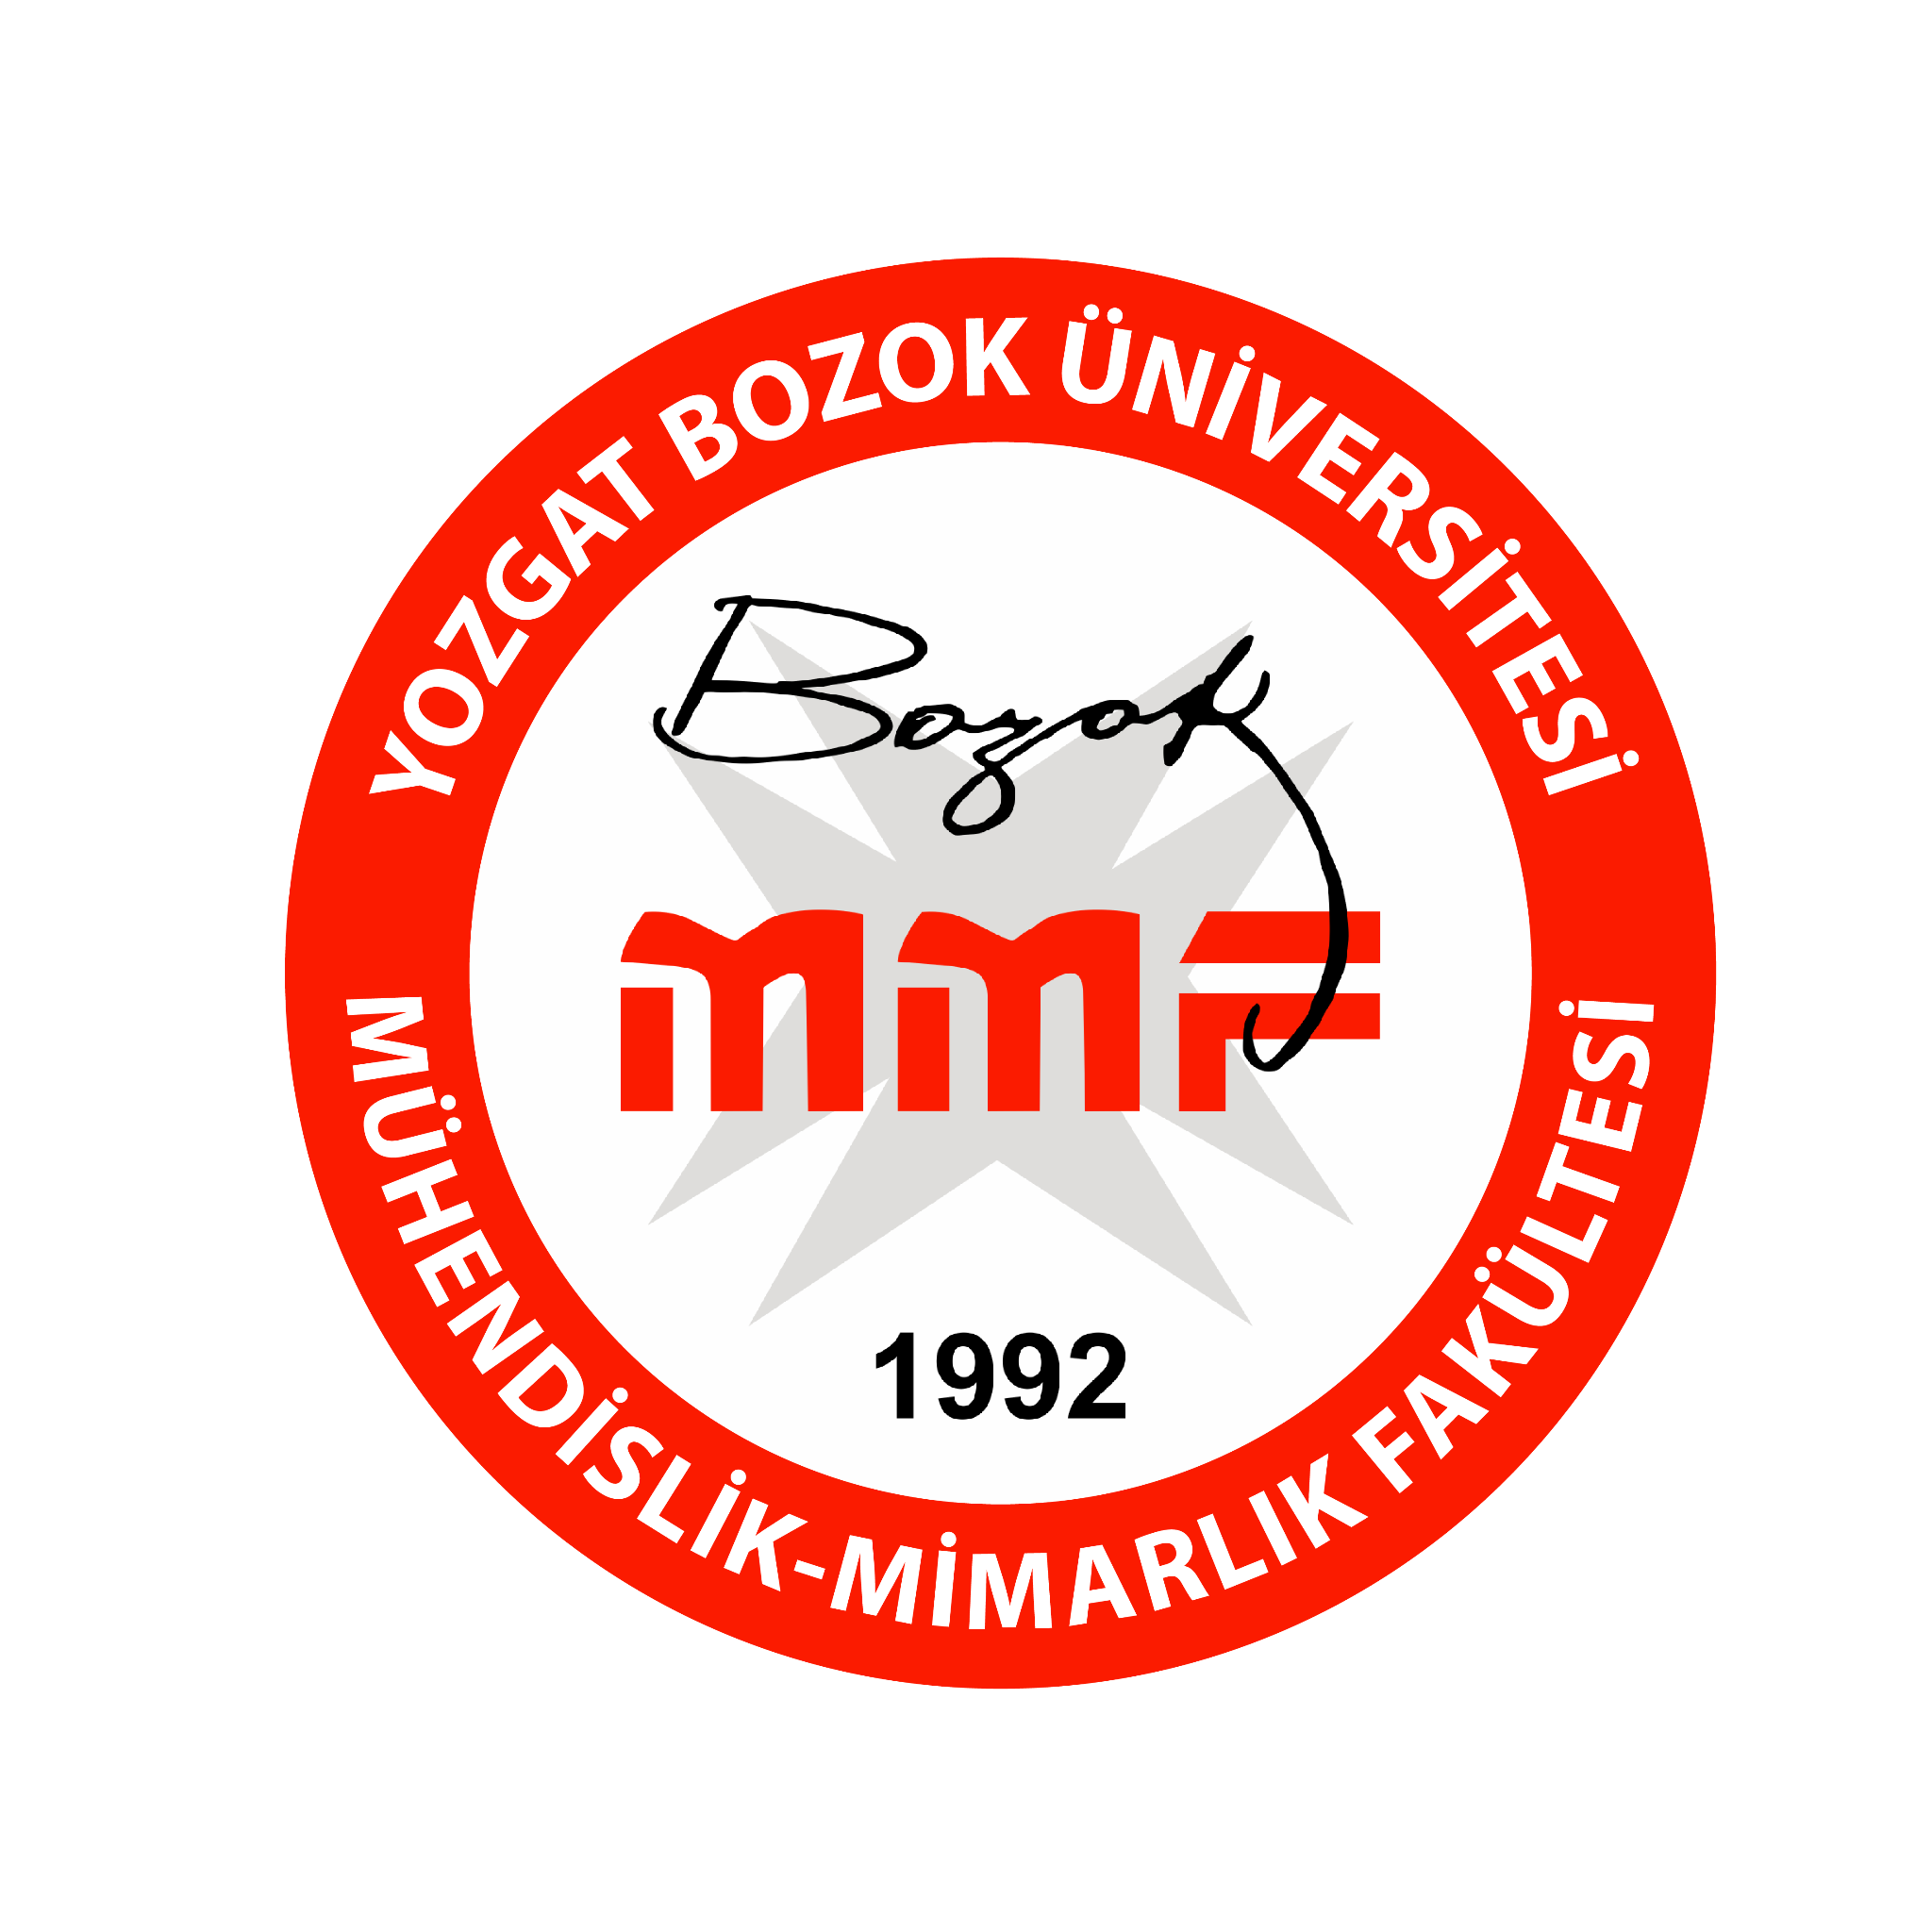 YOZGAT BOZOK ÜNİVERSİTESİ
Bozok
mmF
1992
MÜHENDİSLİK-MİMARLIK FAKÜLTESİ